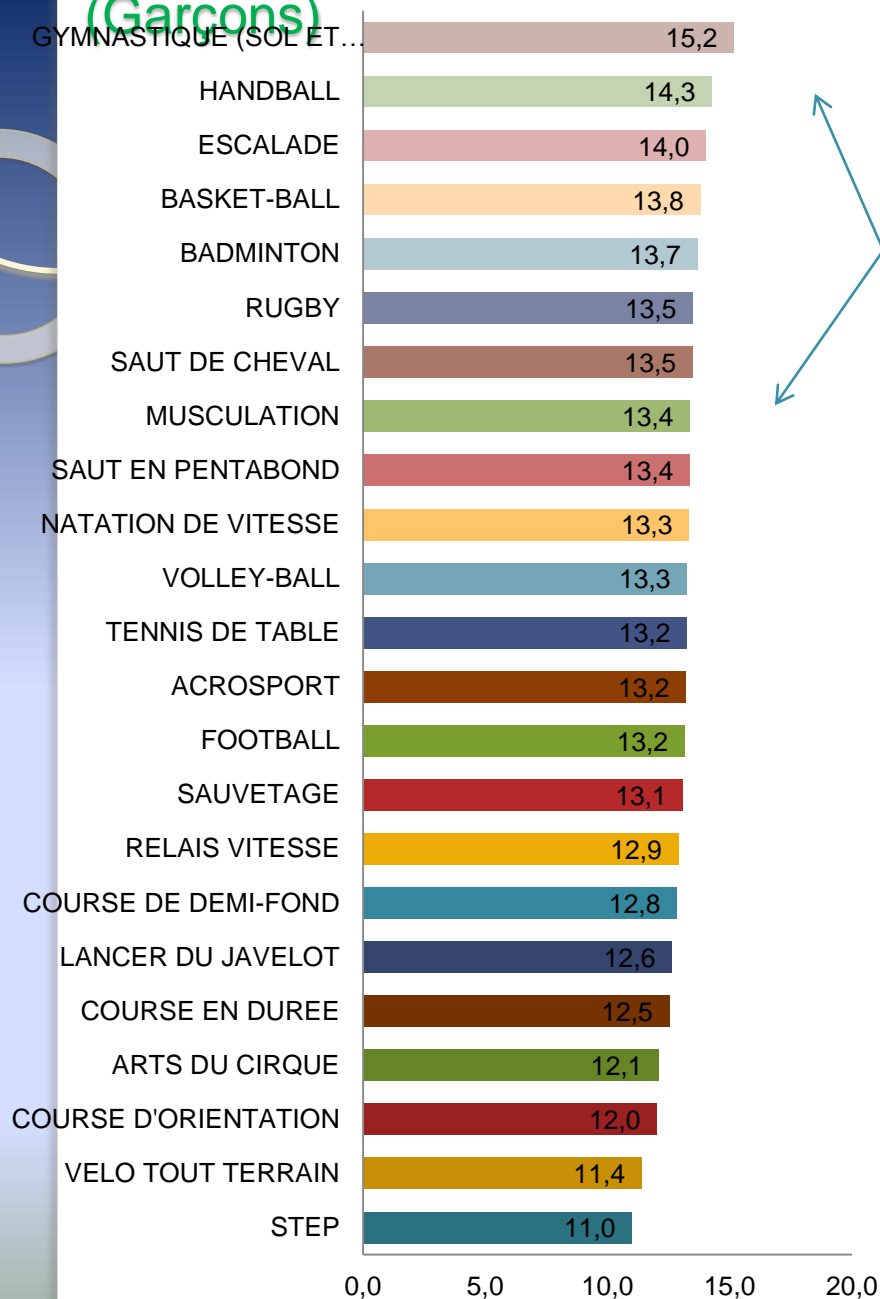 (Garçons)
GYMNASTIQUE (SOL ET… 15,2
HANDBALL 14,3
ESCALADE 14,0
BASKET-BALL 13,8
BADMINTON 13,7
RUGBY 13,5
SAUT DE CHEVAL 13,5
MUSCULATION 13,4
SAUT EN PENTABOND 13,4
NATATION DE VITESSE 13,3
VOLLEY-BALL 13,3
TENNIS DE TABLE 13,2
ACROSPORT 13,2
FOOTBALL 13,2
SAUVETAGE 13,1
RELAIS VITESSE 12,9
COURSE DE DEMI-FOND 12,8
LANCER DU JAVELOT 12,6
COURSE EN DUREE 12,5
ARTS DU CIRQUE 12,1
COURSE D'ORIENTATION 12,0
VELO TOUT TERRAIN 11,4
STEP 11,0
0,0 5,0 10,0 15,0 20,0